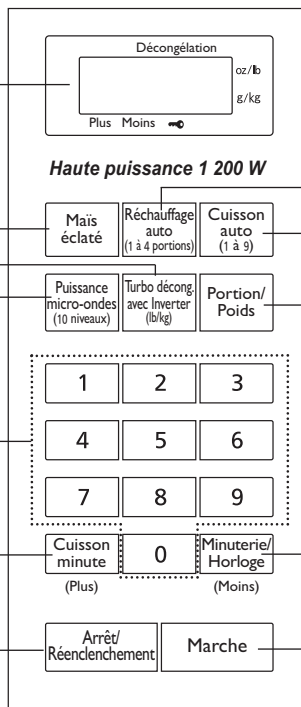 Décongélation
oz/lb
g/kg
Plus Moins
Haute puissance 1 200 W
Maïs
éclaté
Réchauffage
auto
(1 à 4 portions)
Cuisson
auto
(1 à 9)
Puissance
micro-ondes
(10 niveaux)
Turbo décong.
avec Inverter
(lb/kg)
Portion/
Poids
1 2 3
4 5 6
7 8 9
Cuisson
minute
(Plus)
0
Minuterie/
Horloge
(Moins)
Arrêt/
Réenclenchement
Marche